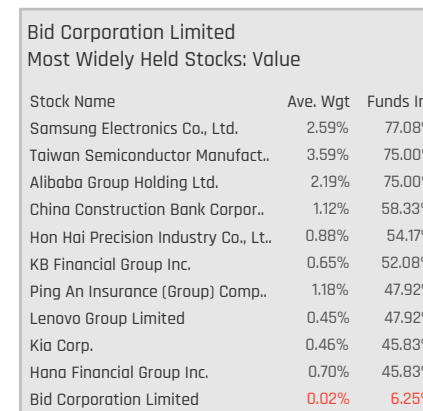 Bid Corporation Limited
Most Widely Held Stocks: Value
Stock Name Ave. Wgt Funds In
Samsung Electronics Co., Ltd. 2.59% 77.08%
Taiwan Semiconductor Manufact.. 3.59% 75.00%
Alibaba Group Holding Ltd. 2.19% 75.00%
China Construction Bank Corpor.. 1.12% 58.33%
Hon Hai Precision Industry Co., Lt.. 0.88% 54.17%
KB Financial Group Inc. 0.65% 52.08%
Ping An Insurance (Group) Comp.. 1.18% 47.92%
Lenovo Group Limited 0.45% 47.92%
Kia Corp. 0.46% 45.83%
Hana Financial Group Inc. 0.70% 45.83%
Bid Corporation Limited 0.02% 6.25%